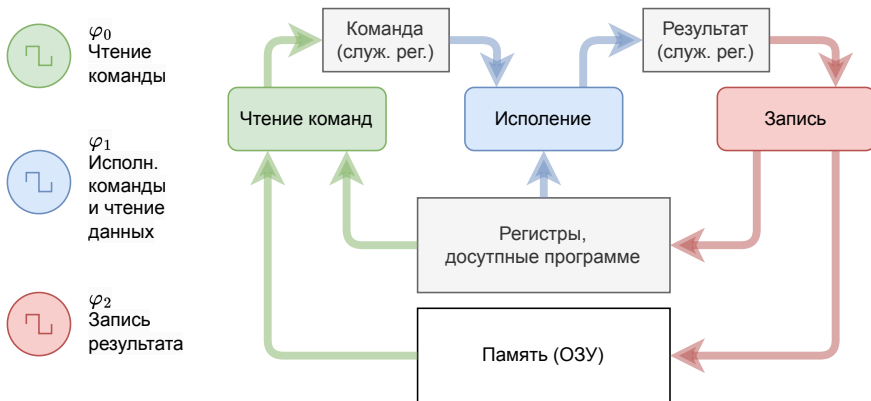 φ₀
Чтение
команды
φ₁
Исполн.
команды
и чтение
данных
φ₂
Запись
результата
Команда
(служ. рег.)
Результат
(служ. рег.)
Чтение команд
Исполение
Запись
Регистры,
досутпные программе
Память (ОЗУ)